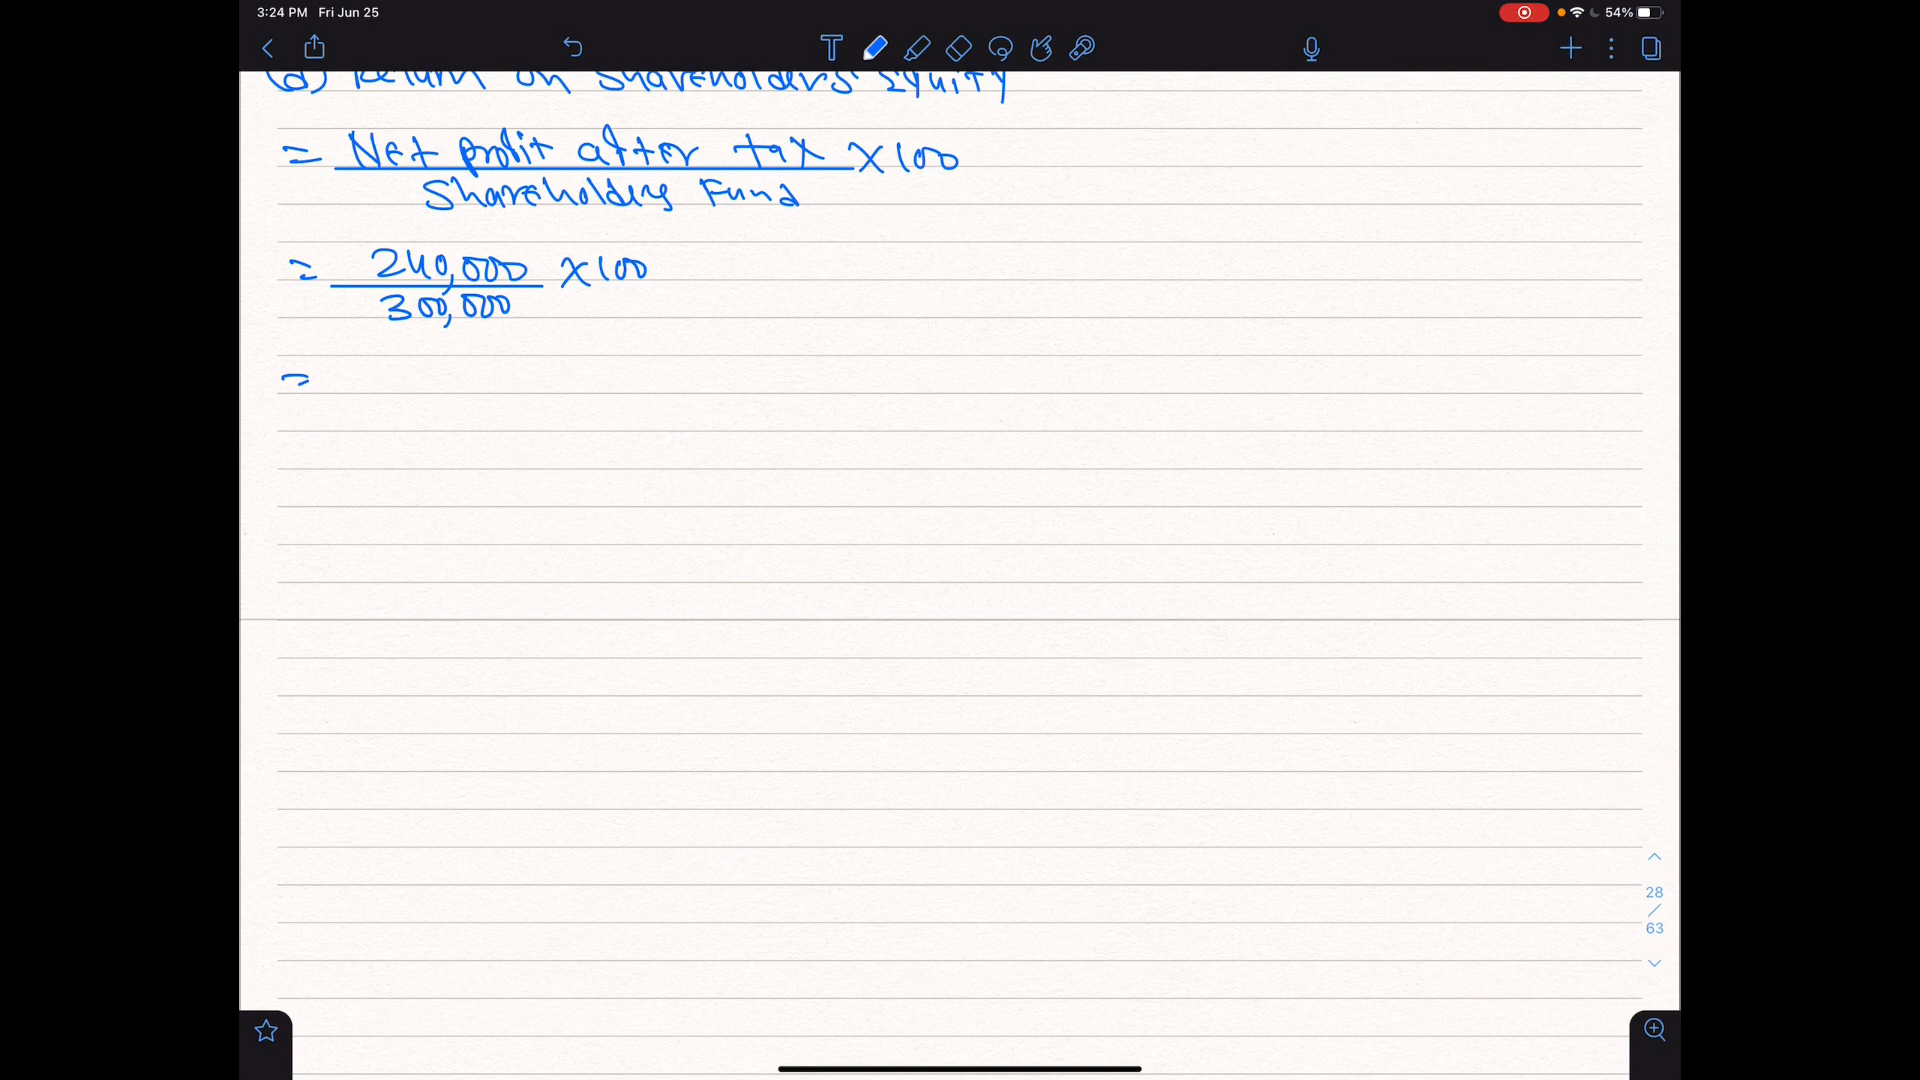 3:24 PM Fri Jun 25
54%
T
(d) Return on Shareholders' Equity
= Net profit after tax × 100
Shareholders Fund
= 240,000 × 100
300,000
=
28
/
63